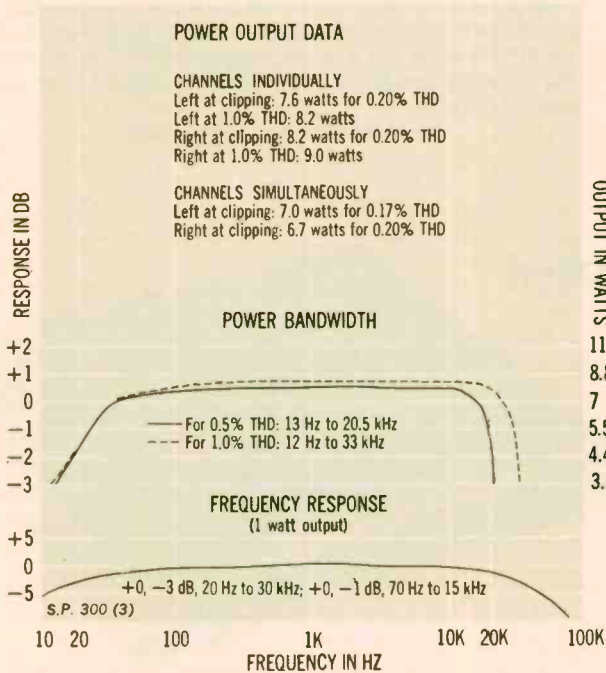 POWER OUTPUT DATA
CHANNELS INDIVIDUALLY
Left at clipping: 7.6 watts for 0.20% THD
Left at 1.0% THD: 8.2 watts
Right at clipping: 8.2 watts for 0.20% THD
Right at 1.0% THD: 9.0 watts
CHANNELS SIMULTANEOUSLY
Left at clipping: 7.0 watts for 0.17% THD
Right at clipping: 6.7 watts for 0.20% THD
RESPONSE IN DB
OUTPUT IN WATTS
POWER BANDWIDTH
+2 11
+1 8.8
0 7
-1 5.5
-2 4.4
-3 3.
For 0.5% THD: 13 Hz to 20.5 kHz
For 1.0% THD: 12 Hz to 33 kHz
FREQUENCY RESPONSE
(1 watt output)
+5
0
-5
+0, -3 dB, 20 Hz to 30 kHz; +0, -1 dB, 70 Hz to 15 kHz
S.P. 300 (3)
10 20 100 1K 10K 20K 100K
FREQUENCY IN HZ